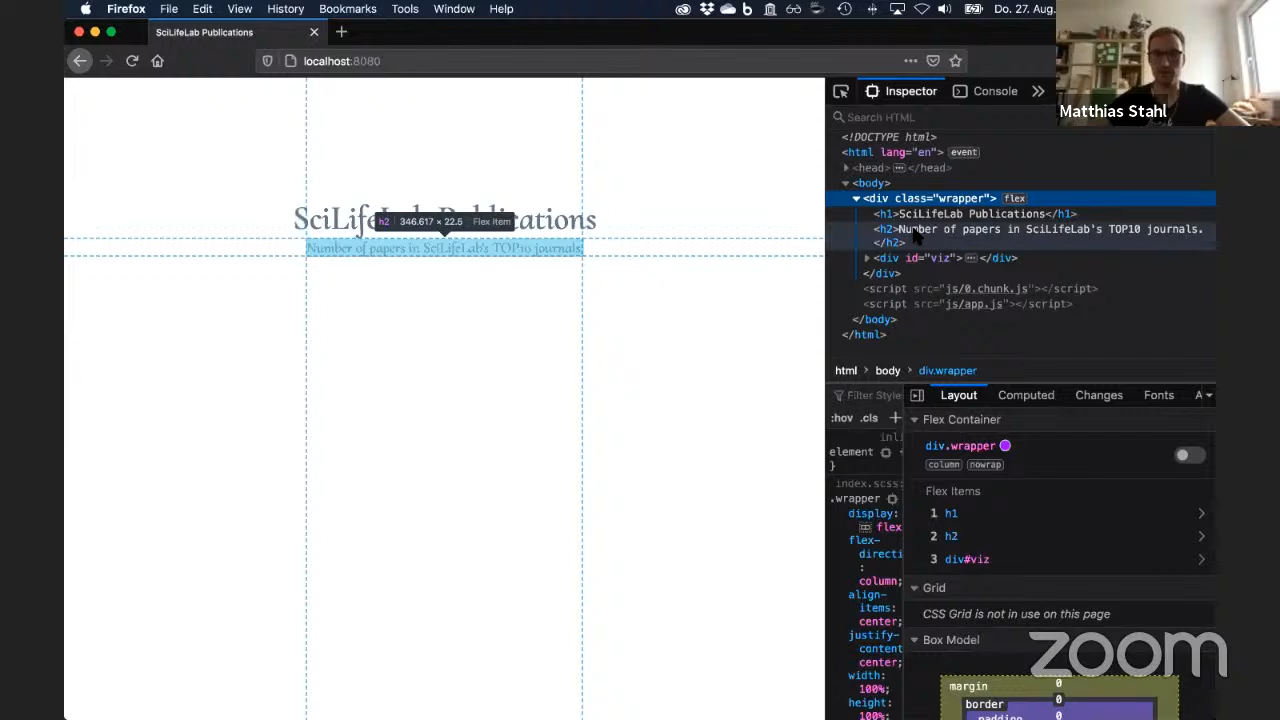 Firefox File Edit View History Bookmarks Tools Window Help Do. 27. Aug.
SciLifeLab Publications
localhost:8080
Matthias Stahl
Inspector Console
Search HTML
<!DOCTYPE html>
<html lang="en"> event
<head> </head>
<body>
<div class="wrapper"> flex
<h1>SciLifeLab Publications</h1>
<h2>Number of papers in SciLifeLab's TOP10 journals.
</h2>
<div id="viz"> </div>
</div>
<script src="js/0.chunk.js"></script>
<script src="js/app.js"></script>
</body>
</html>
SciLifeLab Publications
h2 346.617 × 22.5 Flex Item
Number of papers in SciLifeLab's TOP10 journals.
html body div.wrapper
Filter Style
:hov .cls +
element
}
index.scss:
.wrapper
display:
flex
flex-
directi
:
column;
align-
items:
center;
justify-
content
center;
width:
100%;
height:
100%;
Layout Computed Changes Fonts A
Flex Container
div.wrapper
column nowrap
Flex Items
1 h1
2 h2
3 div#viz
Grid
CSS Grid is not in use on this page
Box Model
margin 0
border 0
padding 0
zoom